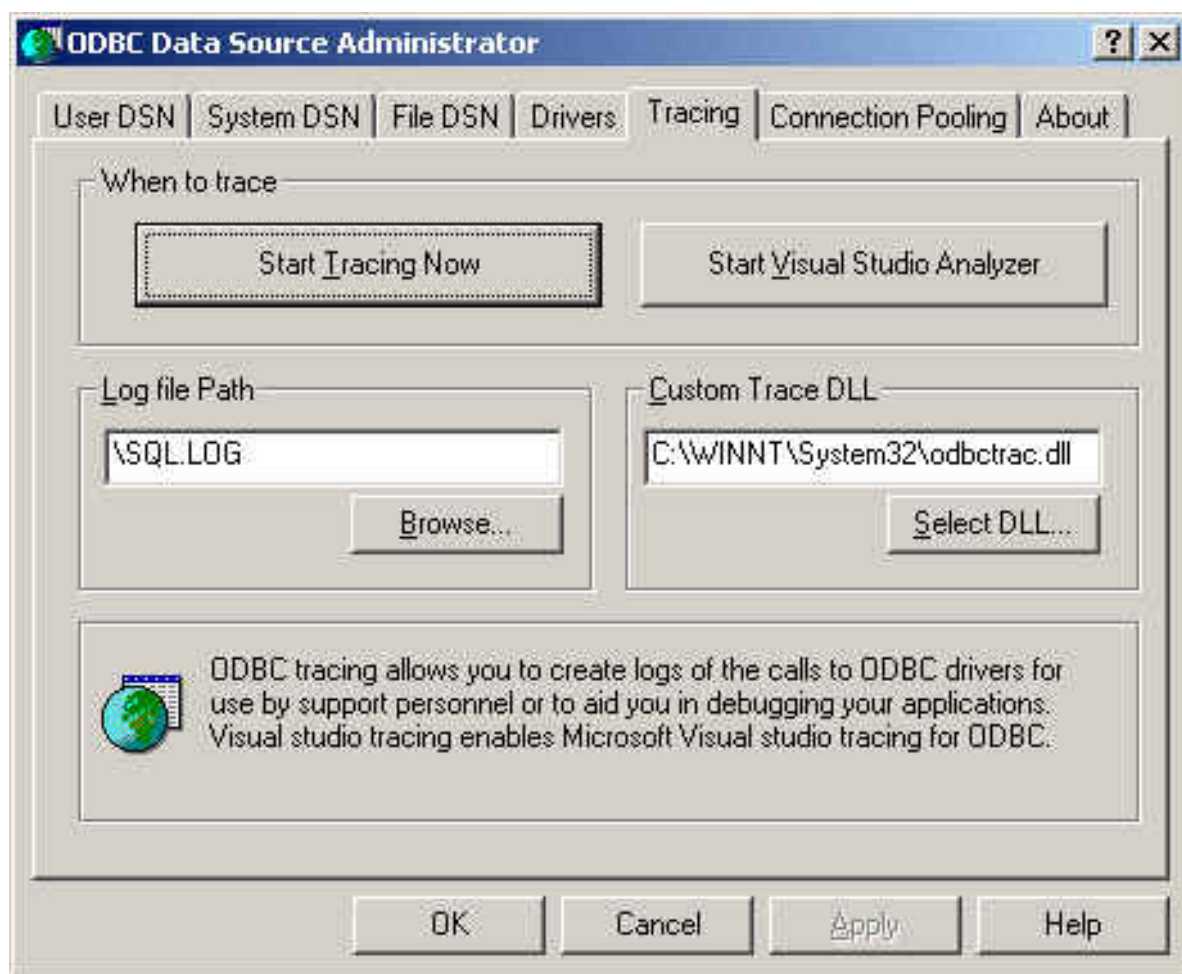 ODBC Data Source Administrator
User DSN System DSN File DSN Drivers Tracing Connection Pooling About
When to trace
Start Tracing Now Start Visual Studio Analyzer
Log file Path Custom Trace DLL
\SQL.LOG C:\WINNT\System32\odbctrac.dll
Browse... Select DLL...
ODBC tracing allows you to create logs of the calls to ODBC drivers for
use by support personnel or to aid you in debugging your applications.
Visual studio tracing enables Microsoft Visual studio tracing for ODBC.
OK Cancel Apply Help